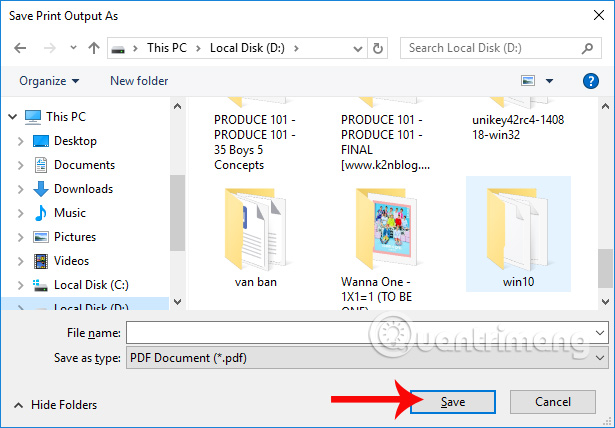 Save Print Output As
This PC > Local Disk (D:) >
Search Local Disk (D:)
Organize
New folder
This PC
Desktop
Documents
Downloads
Music
Pictures
Videos
Local Disk (C:)
Local Disk (D:)
PRODUCE 101 -
PRODUCE 101 -
35 Boys 5
Concepts
PRODUCE 101 -
PRODUCE 101 -
FINAL
[www.k2nblog....
unikey42rc4-1408
18-win32
van ban
Wanna One -
1X1=1 (TO BE
ONE)
win10
File name:
Save as type:
PDF Document (*.pdf)
Quantrimang
Hide Folders
Save
Cancel